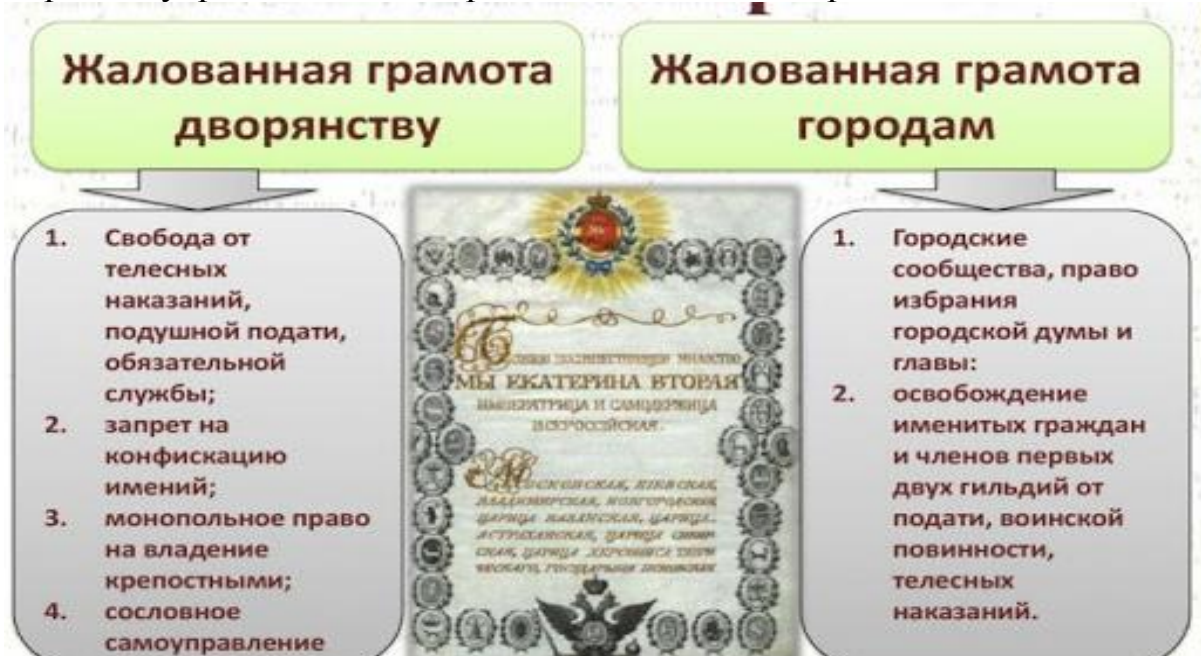 Жалованная грамота
дворянству
1. Свобода от
телесных
наказаний,
подушной подати,
обязательной
службы;
2. запрет на
конфискацию
имений;
3. монопольное право
на владение
крепостными;
4. сословное
самоуправление
МЫ ЕКАТЕРИНА ВТОРАЯ
ИМПЕРАТРИЦА И САМОДЕРЖИЦА
ВСЕРОССІЙСКАЯ.
Жалованная грамота
городам
1. Городские
сообщества, право
избрания
городской думы и
главы:
2. освобождение
именитых граждан
и членов первых
двух гильдий от
подати, воинской
повинности,
телесных
наказаний.